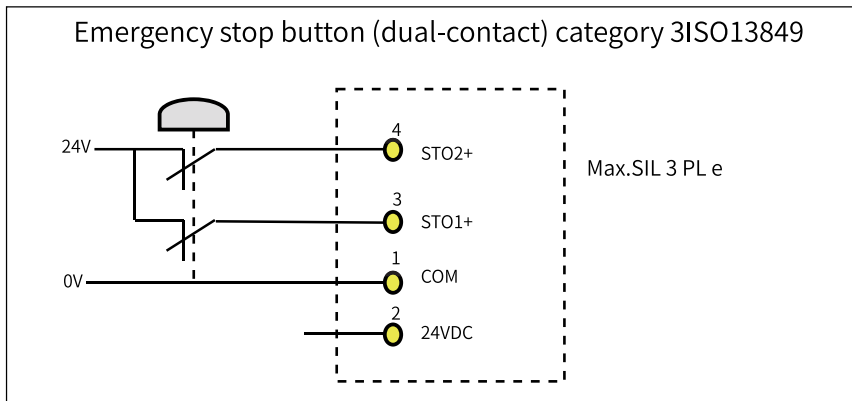 Emergency stop button (dual-contact) category 3ISO13849
24V
4
STO2+
Max.SIL 3 PL e
3
STO1+
1
COM
0V
2
24VDC